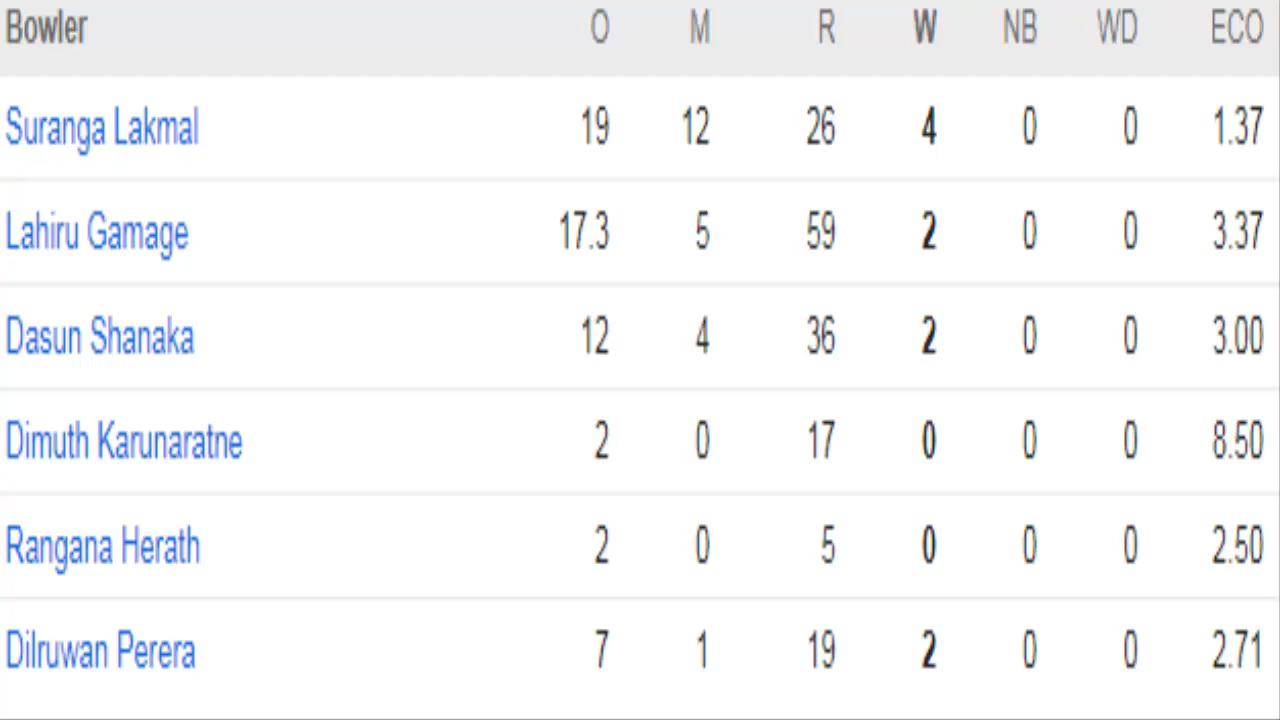 Bowler O M R W NB WD ECO
Suranga Lakmal 19 12 26 4 0 0 1.37
Lahiru Gamage 17.3 5 59 2 0 0 3.37
Dasun Shanaka 12 4 36 2 0 0 3.00
Dimuth Karunaratne 2 0 17 0 0 0 8.50
Rangana Herath 2 0 5 0 0 0 2.50
Dilruwan Perera 7 1 19 2 0 0 2.71